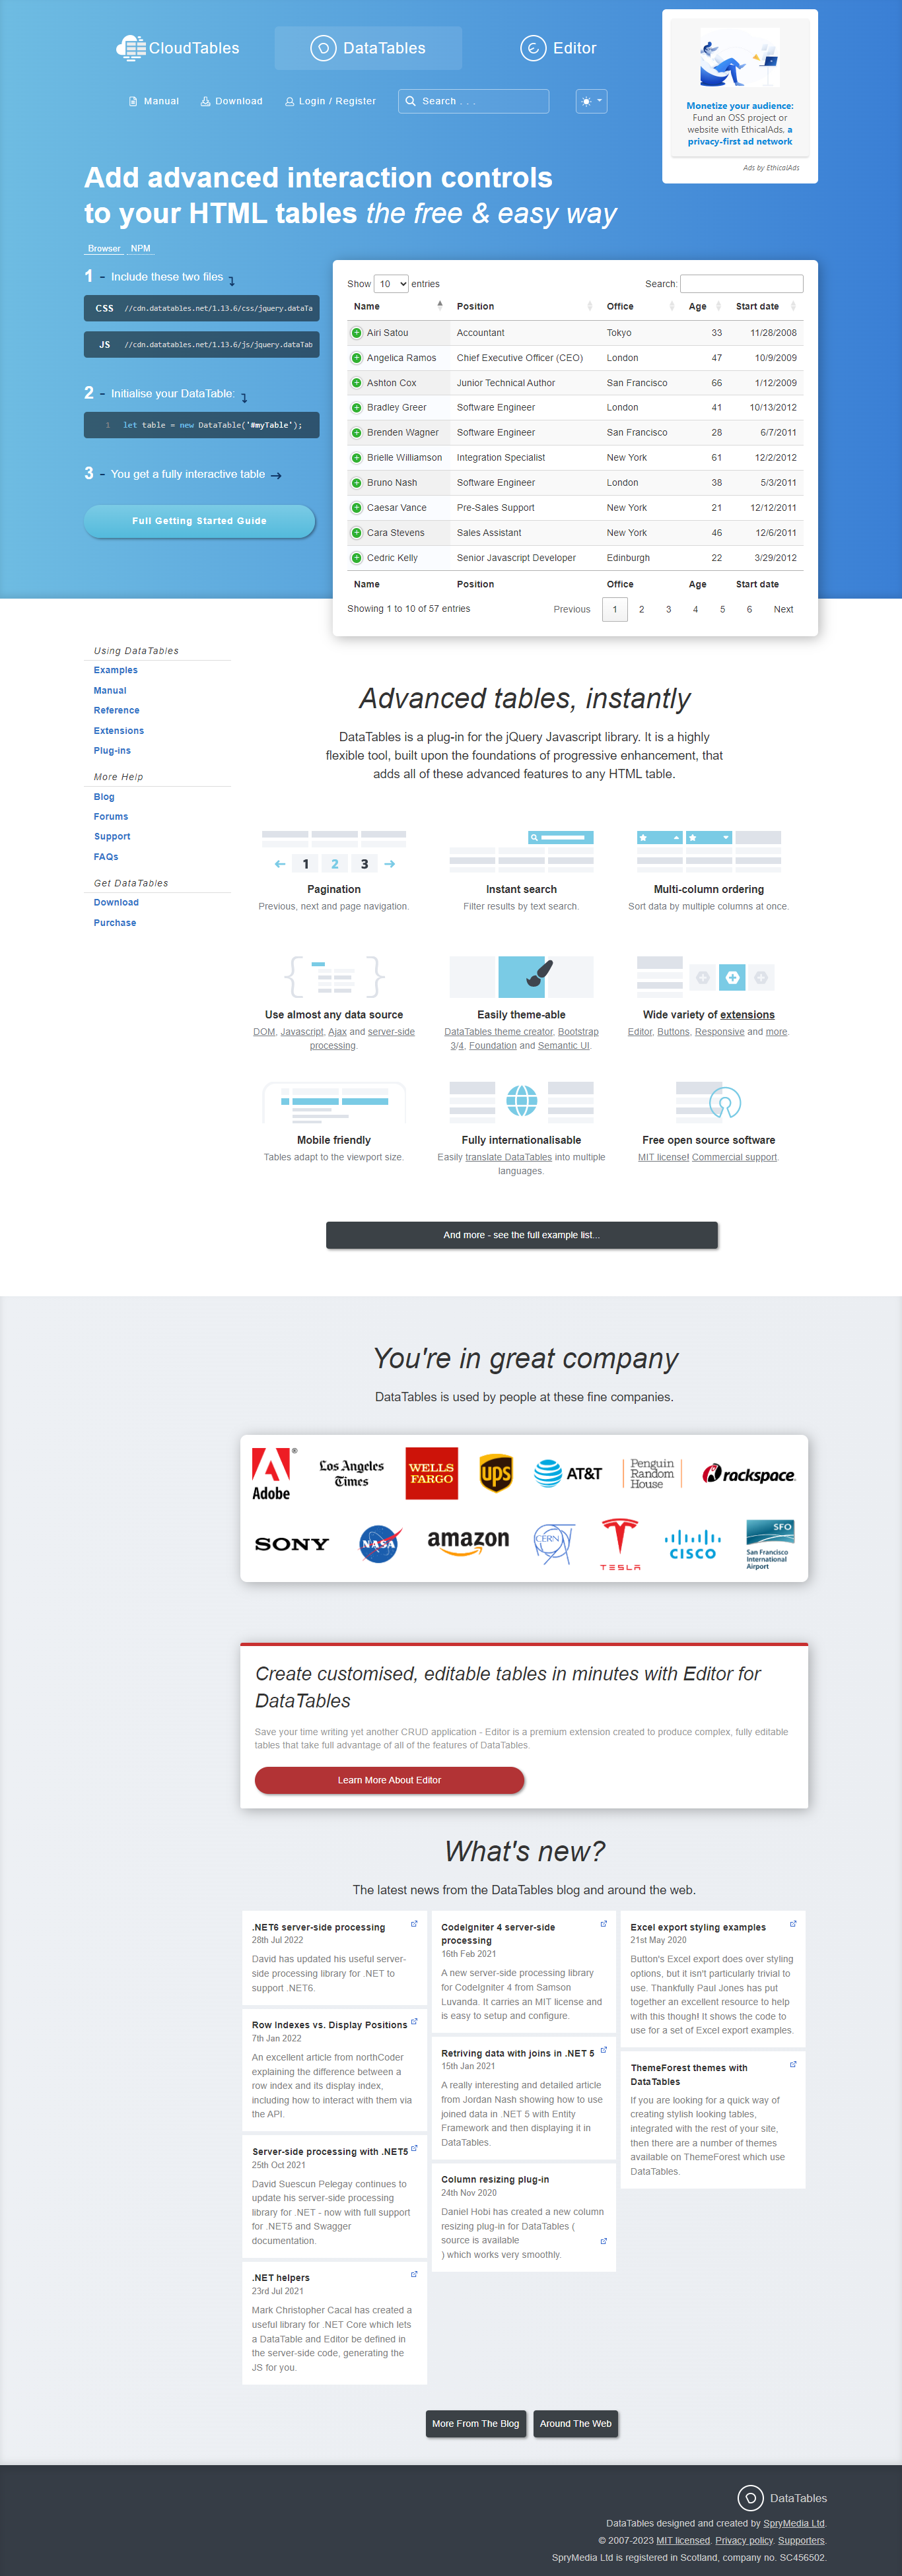 CloudTables
DataTables
Editor
Manual
Download
Login / Register
Search . . .
Monetize your audience:
Fund an OSS project or
website with EthicalAds, a
privacy-first ad network
Ads by EthicalAds
Add advanced interaction controls
to your HTML tables the free & easy way
Browser NPM
1 - Include these two files
CSS //cdn.datatables.net/1.13.6/css/jquery.dataTa
JS //cdn.datatables.net/1.13.6/js/jquery.dataTab
2 - Initialise your DataTable:
1 let table = new DataTable('#myTable');
3 - You get a fully interactive table
Full Getting Started Guide
Show 10 entries Search:
Name Position Office Age Start date
Airi Satou Accountant Tokyo 33 11/28/2008
Angelica Ramos Chief Executive Officer (CEO) London 47 10/9/2009
Ashton Cox Junior Technical Author San Francisco 66 1/12/2009
Bradley Greer Software Engineer London 41 10/13/2012
Brenden Wagner Software Engineer San Francisco 28 6/7/2011
Brielle Williamson Integration Specialist New York 61 12/2/2012
Bruno Nash Software Engineer London 38 5/3/2011
Caesar Vance Pre-Sales Support New York 21 12/12/2011
Cara Stevens Sales Assistant New York 46 12/6/2011
Cedric Kelly Senior Javascript Developer Edinburgh 22 3/29/2012
Name Position Office Age Start date
Showing 1 to 10 of 57 entries Previous 1 2 3 4 5 6 Next
Using DataTables
Examples
Manual
Reference
Extensions
Plug-ins
More Help
Blog
Forums
Support
FAQs
Get DataTables
Download
Purchase
Advanced tables, instantly
DataTables is a plug-in for the jQuery Javascript library. It is a highly
flexible tool, built upon the foundations of progressive enhancement, that
adds all of these advanced features to any HTML table.
1 2 3
Pagination
Previous, next and page navigation.
Instant search
Filter results by text search.
Multi-column ordering
Sort data by multiple columns at once.
Use almost any data source
DOM, Javascript, Ajax and server-side
processing.
Easily theme-able
DataTables theme creator, Bootstrap
3/4, Foundation and Semantic UI.
Wide variety of extensions
Editor, Buttons, Responsive and more.
Mobile friendly
Tables adapt to the viewport size.
Fully internationalisable
Easily translate DataTables into multiple
languages.
Free open source software
MIT license! Commercial support.
And more - see the full example list...
You're in great company
DataTables is used by people at these fine companies.
Adobe
Los Angeles
Times
WELLS
FARGO
ups
AT&T
Penguin
Random
House
rackspace.
SONY
NASA
amazon
CERN
TESLA
CISCO
SFO
San Francisco
International
Airport
Create customised, editable tables in minutes with Editor for
DataTables
Save your time writing yet another CRUD application - Editor is a premium extension created to produce complex, fully editable
tables that take full advantage of all of the features of DataTables.
Learn More About Editor
What's new?
The latest news from the DataTables blog and around the web.
.NET6 server-side processing
28th Jul 2022
David has updated his useful server-
side processing library for .NET to
support .NET6.
Row Indexes vs. Display Positions
7th Jan 2022
An excellent article from northCoder
explaining the difference between a
row index and its display index,
including how to interact with them via
the API.
Server-side processing with .NET5
25th Oct 2021
David Suescun Pelegay continues to
update his server-side processing
library for .NET - now with full support
for .NET5 and Swagger
documentation.
.NET helpers
23rd Jul 2021
Mark Christopher Cacal has created a
useful library for .NET Core which lets
a DataTable and Editor be defined in
the server-side code, generating the
JS for you.
CodeIgniter 4 server-side
processing
16th Feb 2021
A new server-side processing library
for CodeIgniter 4 from Samson
Luvanda. It carries an MIT license and
is easy to setup and configure.
Retriving data with joins in .NET 5
15th Jan 2021
A really interesting and detailed article
from Jordan Nash showing how to use
joined data in .NET 5 with Entity
Framework and then displaying it in
DataTables.
Column resizing plug-in
24th Nov 2020
Daniel Hobi has created a new column
resizing plug-in for DataTables (
source is available
) which works very smoothly.
Excel export styling examples
21st May 2020
Button's Excel export does over styling
options, but it isn't particularly trivial to
use. Thankfully Paul Jones has put
together an excellent resource to help
with this though! It shows the code to
use for a set of Excel export examples.
ThemeForest themes with
DataTables
If you are looking for a quick way of
creating stylish looking tables,
integrated with the rest of your site,
then there are a number of themes
available on ThemeForest which use
DataTables.
More From The Blog
Around The Web
DataTables
DataTables designed and created by SpryMedia Ltd.
© 2007-2023 MIT licensed. Privacy policy. Supporters.
SpryMedia Ltd is registered in Scotland, company no. SC456502.